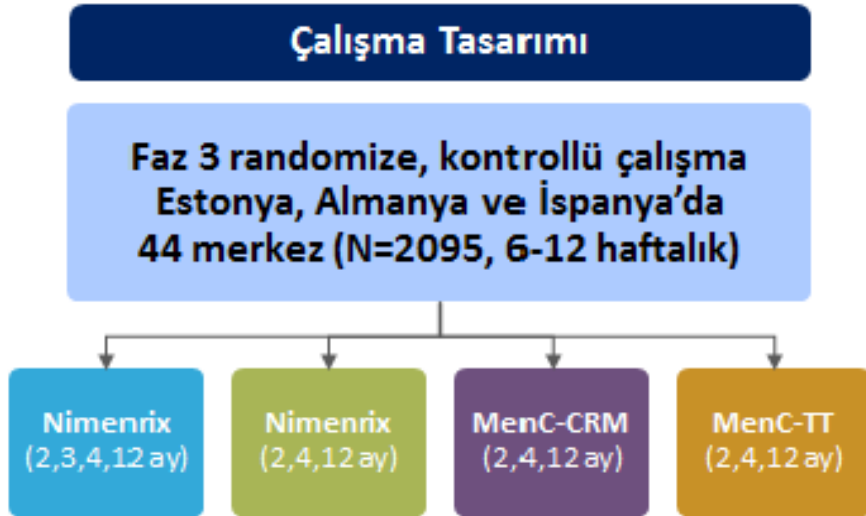 Çalışma Tasarımı
Faz 3 randomize, kontrollü çalışma
Estonya, Almanya ve İspanya'da
44 merkez (N=2095, 6-12 haftalık)
Nimenrix
(2,3,4,12 ay)
Nimenrix
(2,4,12 ay)
MenC-CRM
(2,4,12 ay)
MenC-TT
(2,4,12 ay)